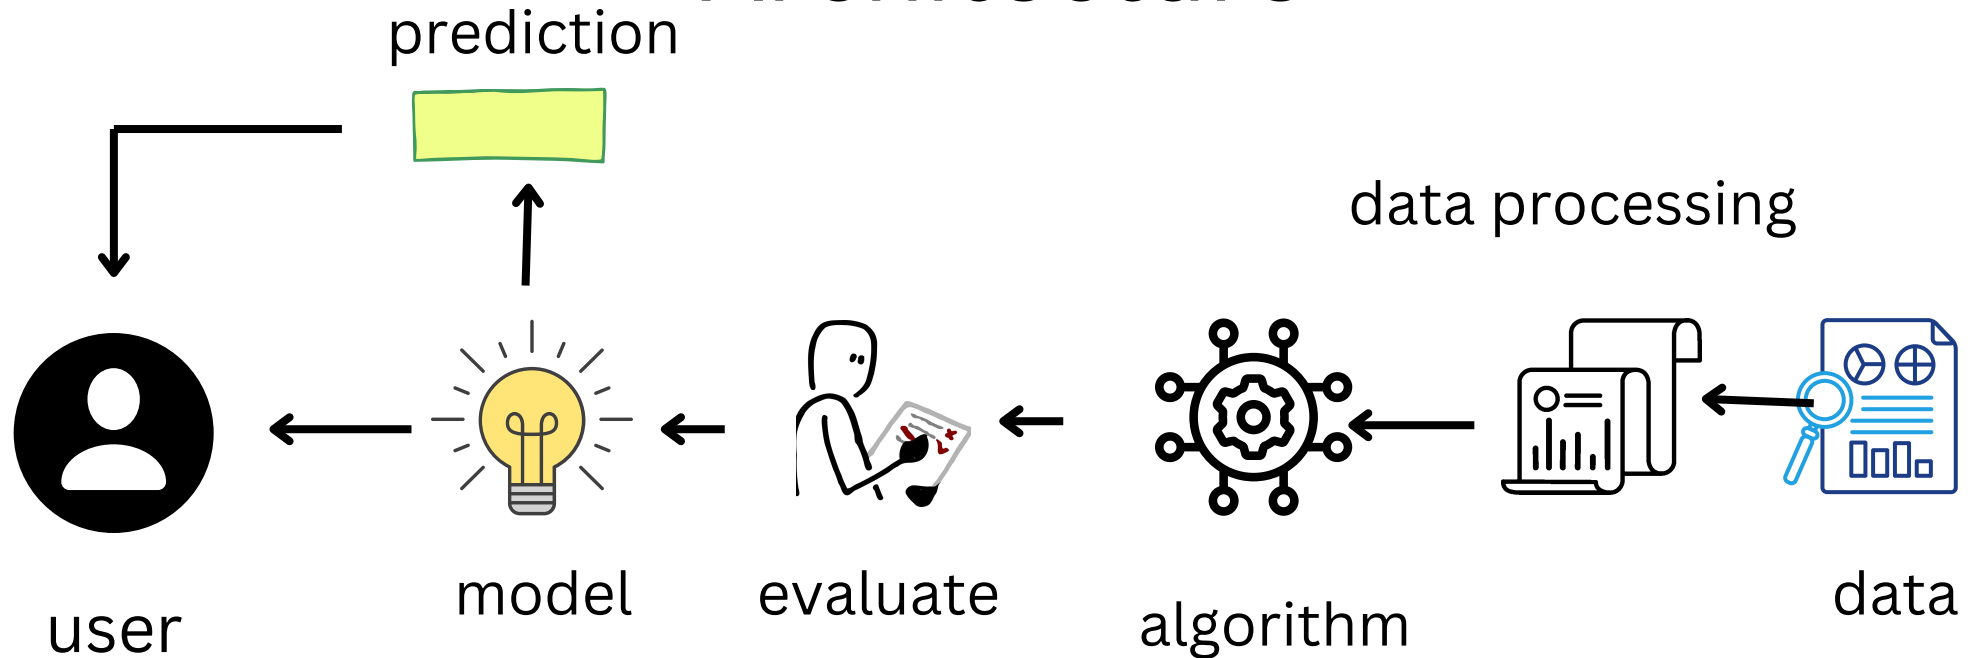 prediction
data processing
model
evaluate
data
algorithm
user